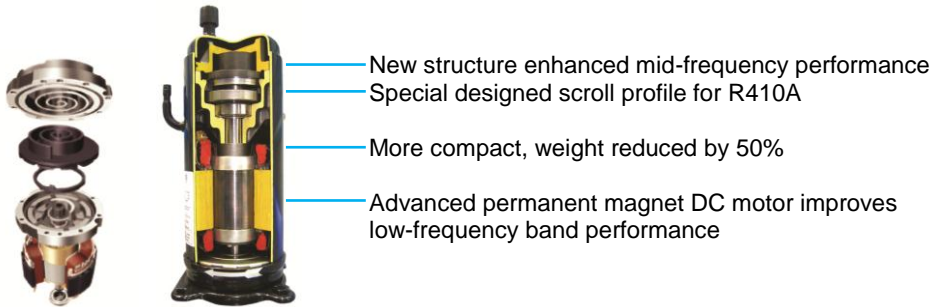 New structure enhanced mid-frequency performance
Special designed scroll profile for R410A
More compact, weight reduced by 50%
Advanced permanent magnet DC motor improves
low-frequency band performance